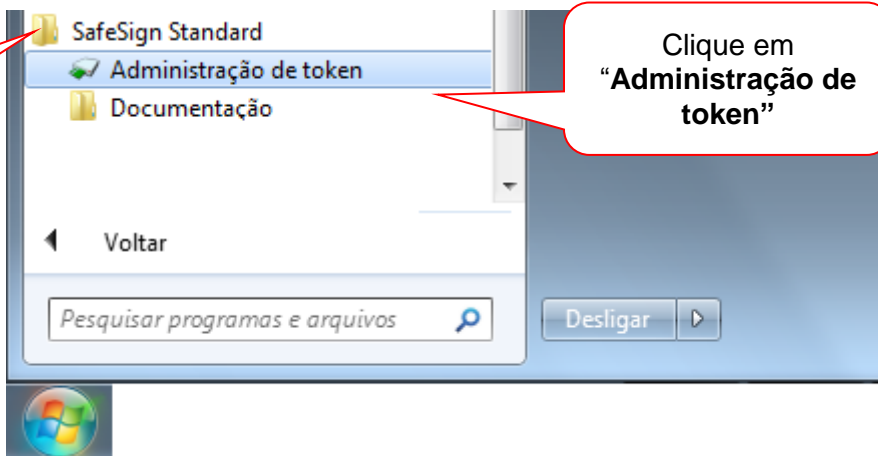 SafeSign Standard
Administração de token
Documentação
Clique em
“Administração de
token”
Voltar
Pesquisar programas e arquivos
Desligar